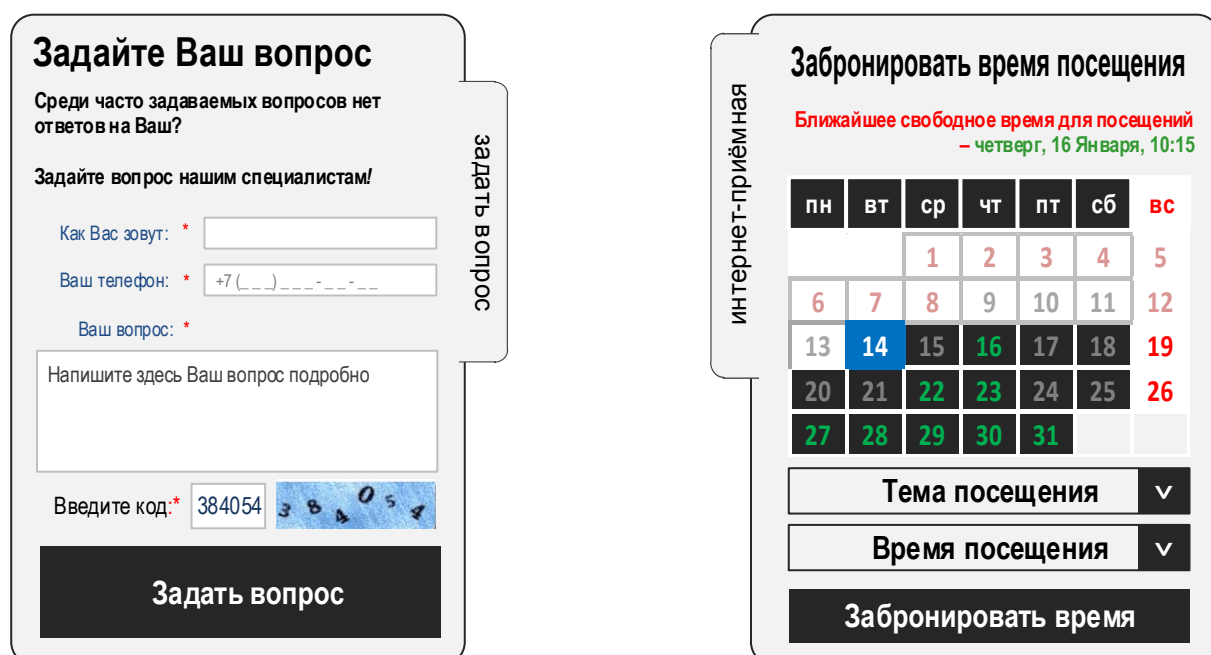 Задайте Ваш вопрос
Среди часто задаваемых вопросов нет
ответов на Ваш?
Задайте вопрос нашим специалистам!
Как Вас зовут: *
Ваш телефон: * +7 (_ _ _) _ _ _ - _ _ - _ _
Ваш вопрос: *
Напишите здесь Ваш вопрос подробно
Введите код:* 384054 384054
Задать вопрос
задать вопрос
интернет-приёмная
Забронировать время посещения
Ближайшее свободное время для посещений
– четверг, 16 Января, 10:15
пн вт ср чт пт сб вс
1 2 3 4 5
6 7 8 9 10 11 12
13 14 15 16 17 18 19
20 21 22 23 24 25 26
27 28 29 30 31
Тема посещения v
Время посещения v
Забронировать время